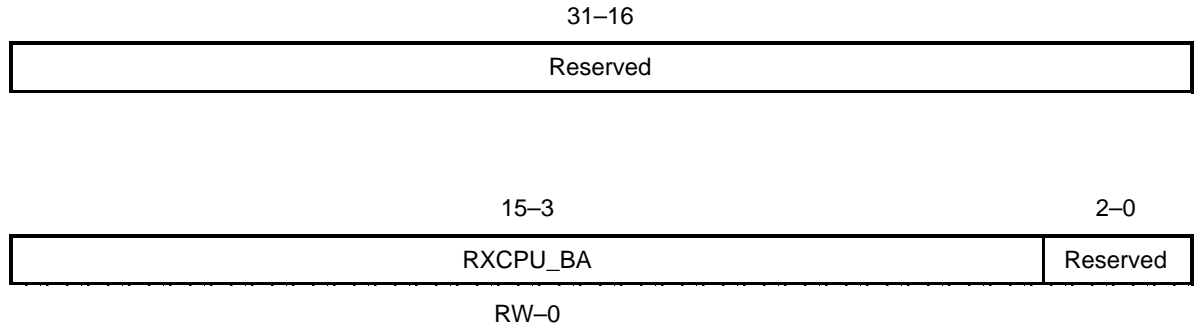 31–16
Reserved
15–3 2–0
RXCPU_BA Reserved
RW–0